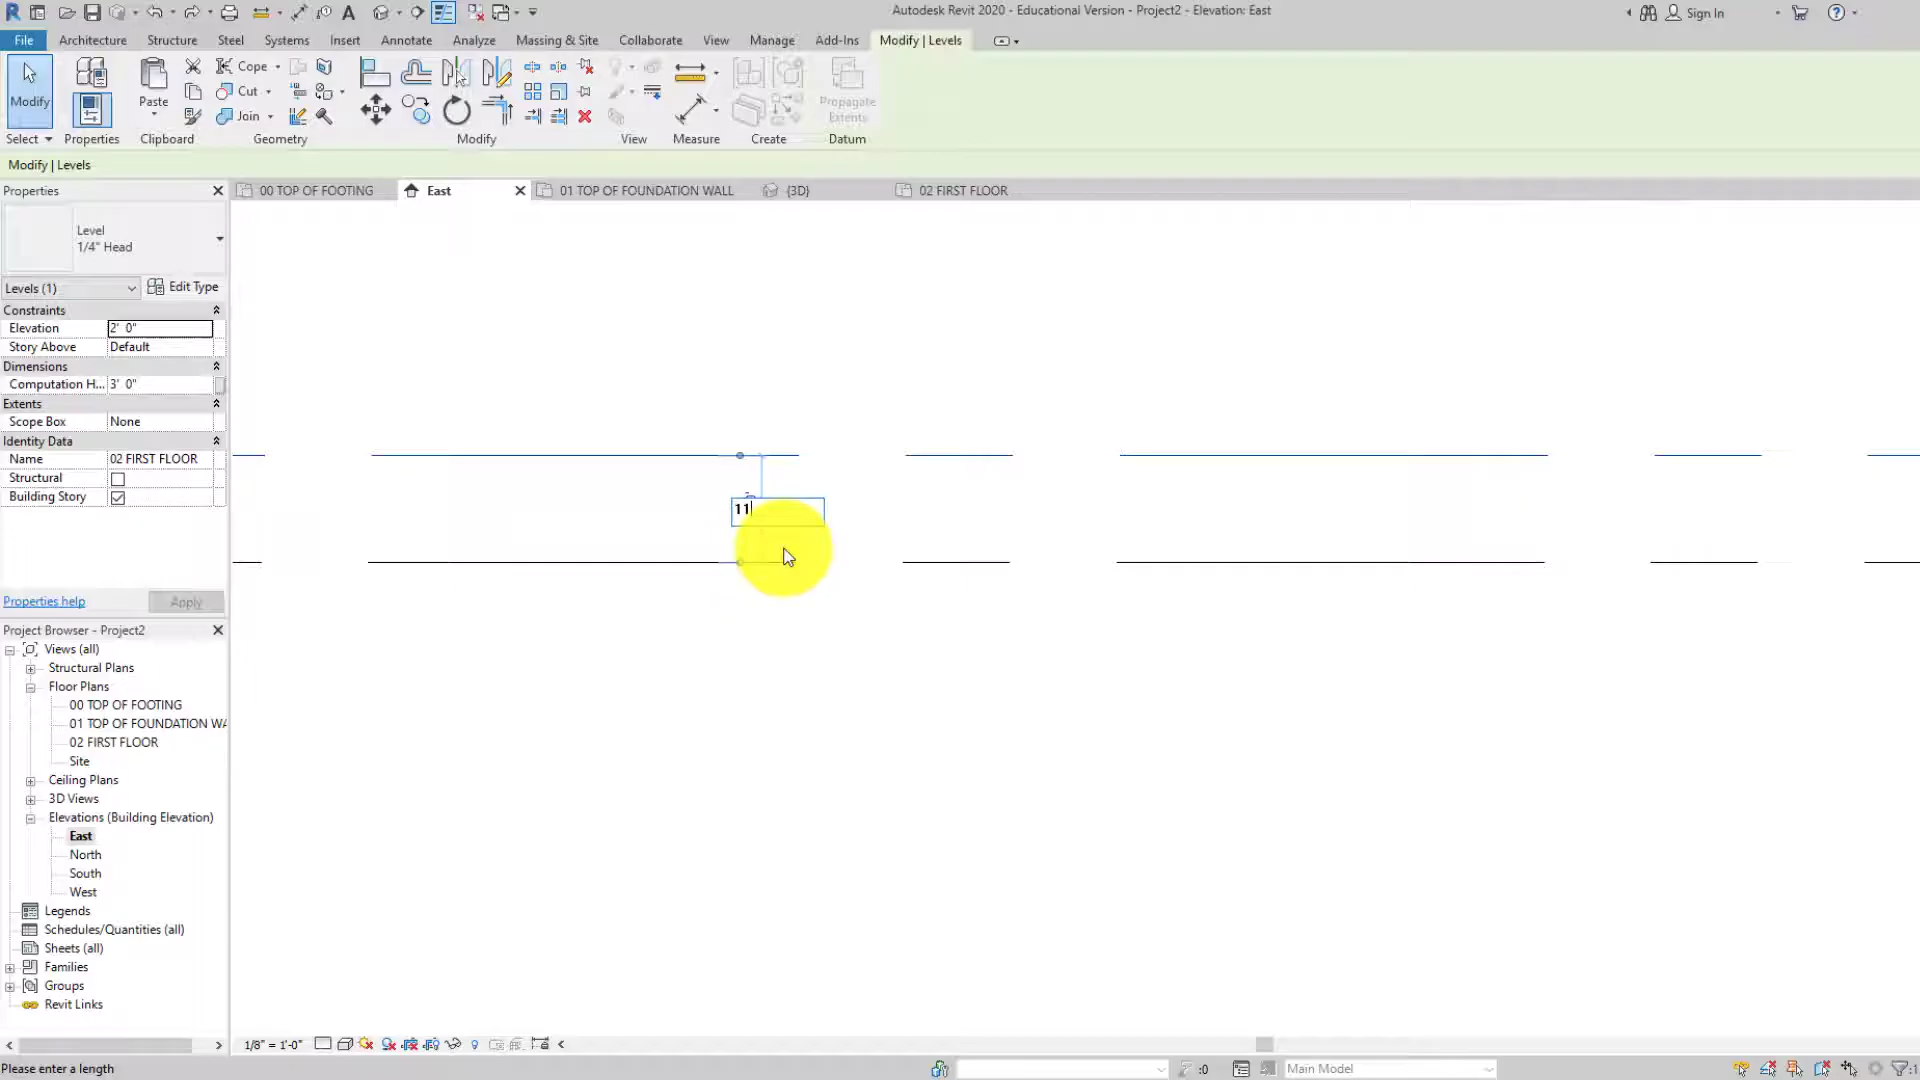 Autodesk Revit 2020 - Educational Version - Project2 - Elevation: East
Sign In
File Architecture Structure Steel Systems Insert Annotate Analyze Massing & Site Collaborate View Manage Add-Ins Modify | Levels
Modify
Paste
Cope
Cut
Join
Propagate
Extents
Select Properties Clipboard Geometry Modify View Measure Create Datum
Modify | Levels
Properties
00 TOP OF FOOTING
East
01 TOP OF FOUNDATION WALL
{3D}
02 FIRST FLOOR
Level
1/4" Head
Levels (1)
Edit Type
Constraints
Elevation 2' 0"
Story Above Default
Dimensions
Computation H... 3' 0"
Extents
Scope Box None
Identity Data
Name 02 FIRST FLOOR
Structural
Building Story
11
Properties help
Apply
Project Browser - Project2
Views (all)
Structural Plans
Floor Plans
00 TOP OF FOOTING
01 TOP OF FOUNDATION WA
02 FIRST FLOOR
Site
Ceiling Plans
3D Views
Elevations (Building Elevation)
East
North
South
West
Legends
Schedules/Quantities (all)
Sheets (all)
Families
Groups
Revit Links
1/8" = 1'-0"
Please enter a length
:0
Main Model
:1